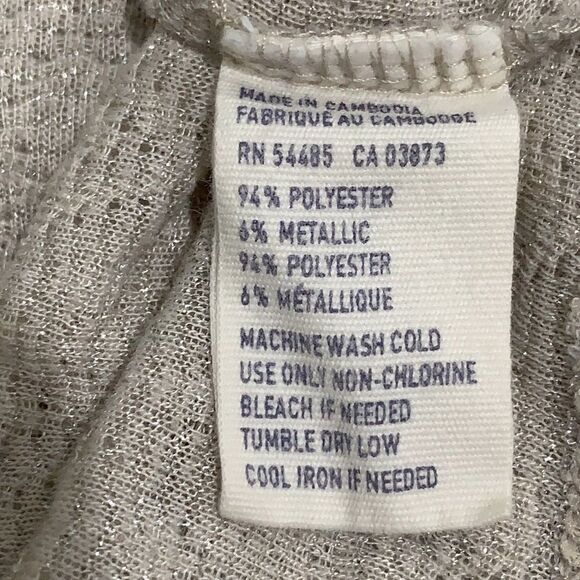 MADE IN CAMBODIA
FABRIQUÉ AU CAMBODGE
RN 54485 CA 03873
94% POLYESTER
6% METALLIC
94% POLYESTER
6% MÉTALLIQUE
MACHINE WASH COLD
USE ONLY NON-CHLORINE
BLEACH IF NEEDED
TUMBLE DRY LOW
COOL IRON IF NEEDED